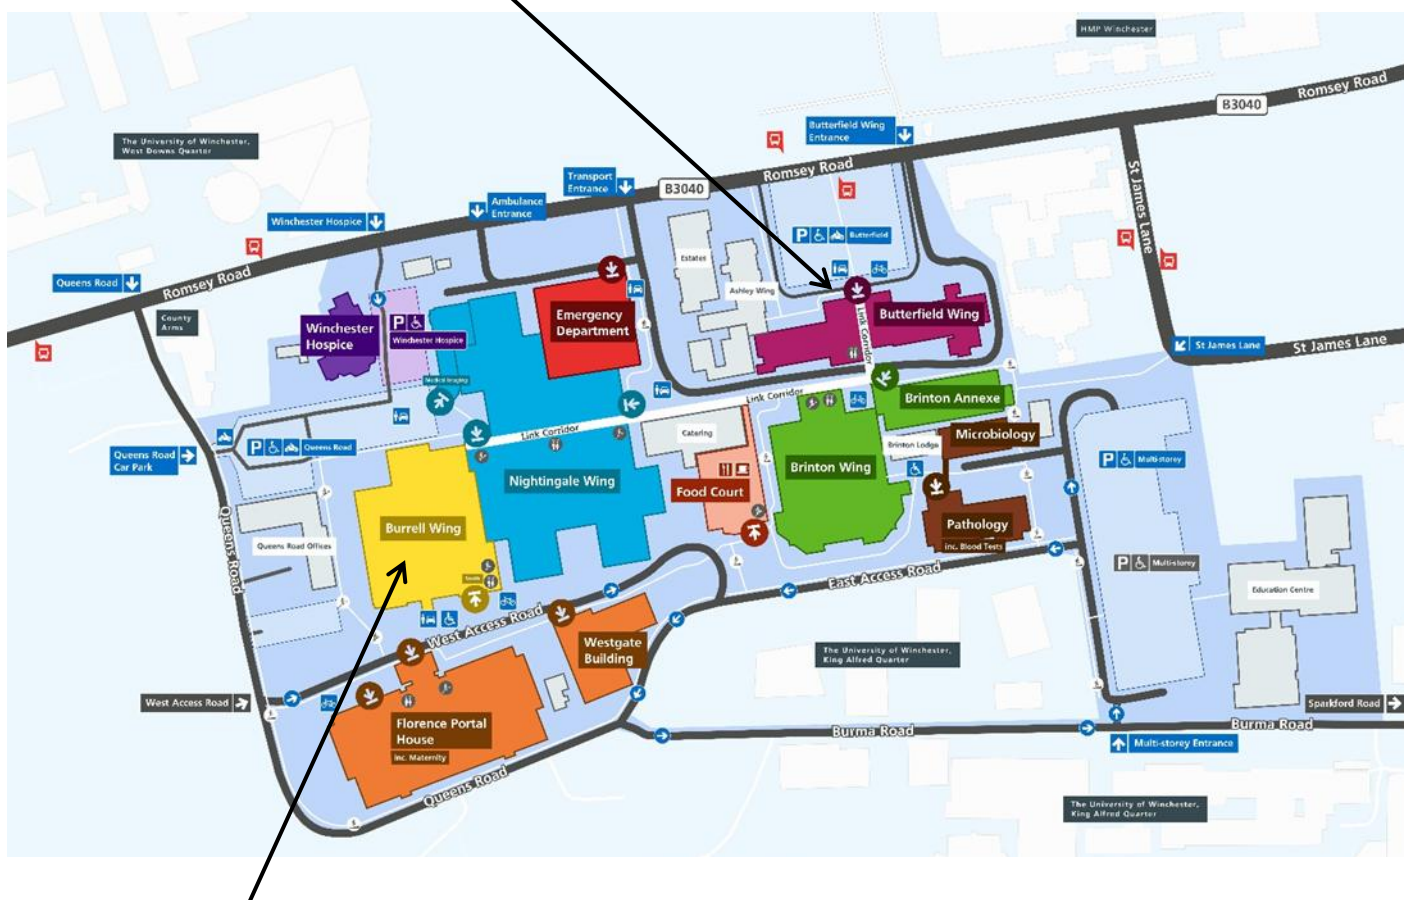 HMP Winchester
Romsey Road
B3040
The University of Winchester,
West Downs Quarter
Butterfield Wing
Entrance
Romsey Road
St James Lane
Transport
Entrance
B3040
Ambulance
Entrance
Winchester Hospice
P
Butterfield
Estates
Queens Road
Romsey Road
Ashley Wing
County
Arms
Winchester
Hospice
P
Winchester Hospice
Emergency
Department
Butterfield Wing
Link Corridor
St James Lane
St James Lane
Medical Imaging
Link Corridor
Brinton Annexe
Link Corridor
Catering
Brinton Lodge
Microbiology
Queens Road
Car Park
P
Queens Road
P
Multi-storey
Brinton Wing
Nightingale Wing
Food Court
Burrell Wing
Pathology
inc. Blood Tests
Queens Road
Queens Road Offices
P
Multi-storey
East Access Road
Education Centre
West Access Road
Westgate
Building
The University of Winchester,
King Alfred Quarter
West Access Road
Sparkford Road
Florence Portal
House
inc. Maternity
Burma Road
Burma Road
Multi-storey Entrance
Queens Road
The University of Winchester,
King Alfred Quarter